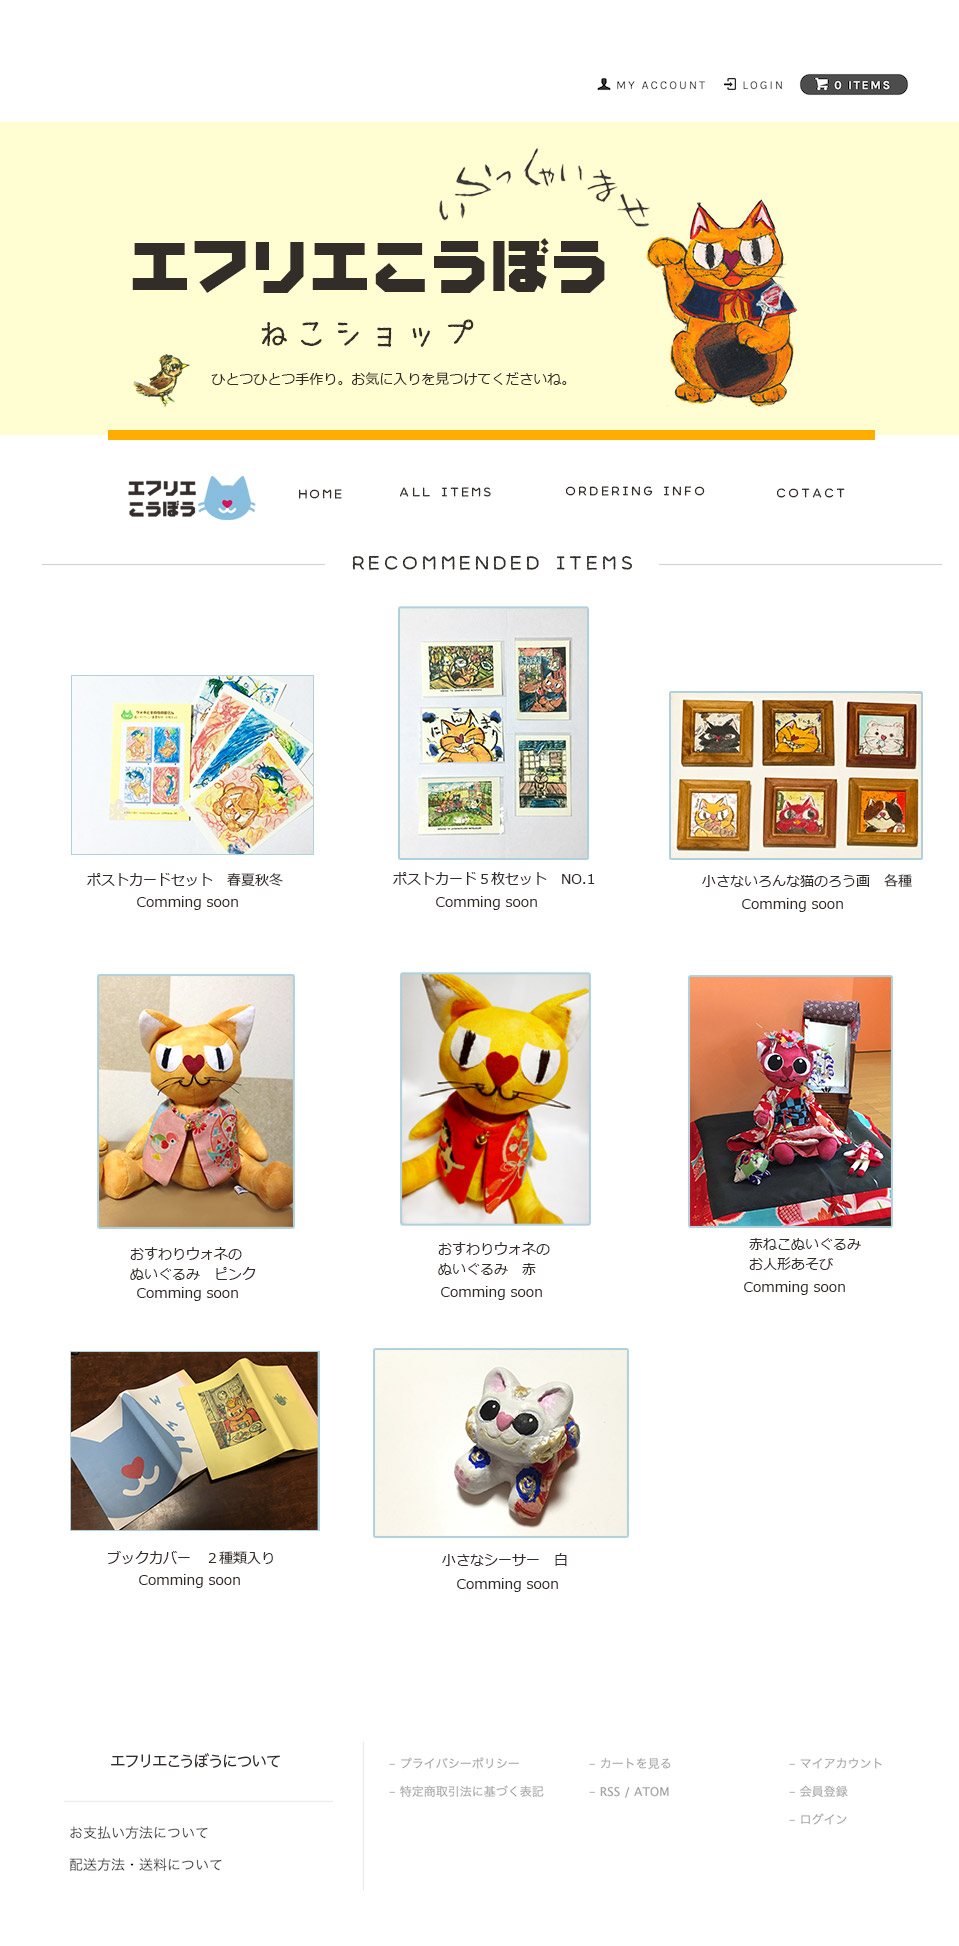 MY ACCOUNT
LOGIN
0 ITEMS
いらっしゃいませ
エフリエこうぼう
ねこショップ
ひとつひとつ手作り。お気に入りを見つけてくださいね。
エフリエ
こうぼう
HOME
ALL ITEMS
ORDERING INFO
COTACT
RECOMMENDED ITEMS
ポストカードセット　春夏秋冬
Comming soon
ポストカード５枚セット　NO.1
Comming soon
小さないろんな猫のろう画　各種
Comming soon
おすわりウォネの
ぬいぐるみ　ピンク
Comming soon
おすわりウォネの
ぬいぐるみ　赤
Comming soon
赤ねこぬいぐるみ
お人形あそび
Comming soon
ブックカバー　２種類入り
Comming soon
小さなシーサー　白
Comming soon
エフリエこうぼうについて
お支払い方法について
配送方法・送料について
– プライバシーポリシー
– 特定商取引法に基づく表記
– カートを見る
– RSS / ATOM
– マイアカウント
– 会員登録
– ログイン